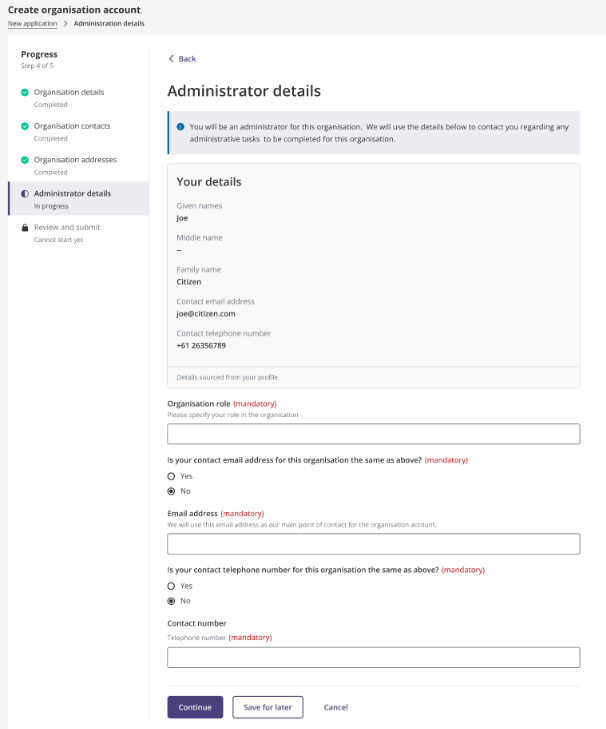 Create organisation account
New application > Administration details
Progress
Step 4 of 5
Organisation details
Completed
Organisation contacts
Completed
Organisation addresses
Completed
Administrator details
In progress
Review and submit
Cannot start yet
Back
Administrator details
You will be an administrator for this organisation. We will use the details below to contact you regarding any
administrative tasks to be completed for this organisation.
Your details
Given names
Joe
Middle name
--
Family name
Citizen
Contact email address
joe@citizen.com
Contact telephone number
+61 26356789
Details sourced from your profile.
Organisation role (mandatory)
Please specify your role in the organisation
Is your contact email address for this organisation the same as above? (mandatory)
Yes
No
Email address (mandatory)
We will use this email address as our main point of contact for the organisation account.
Is your contact telephone number for this organisation the same as above? (mandatory)
Yes
No
Contact number
Telephone number (mandatory)
Continue
Save for later
Cancel